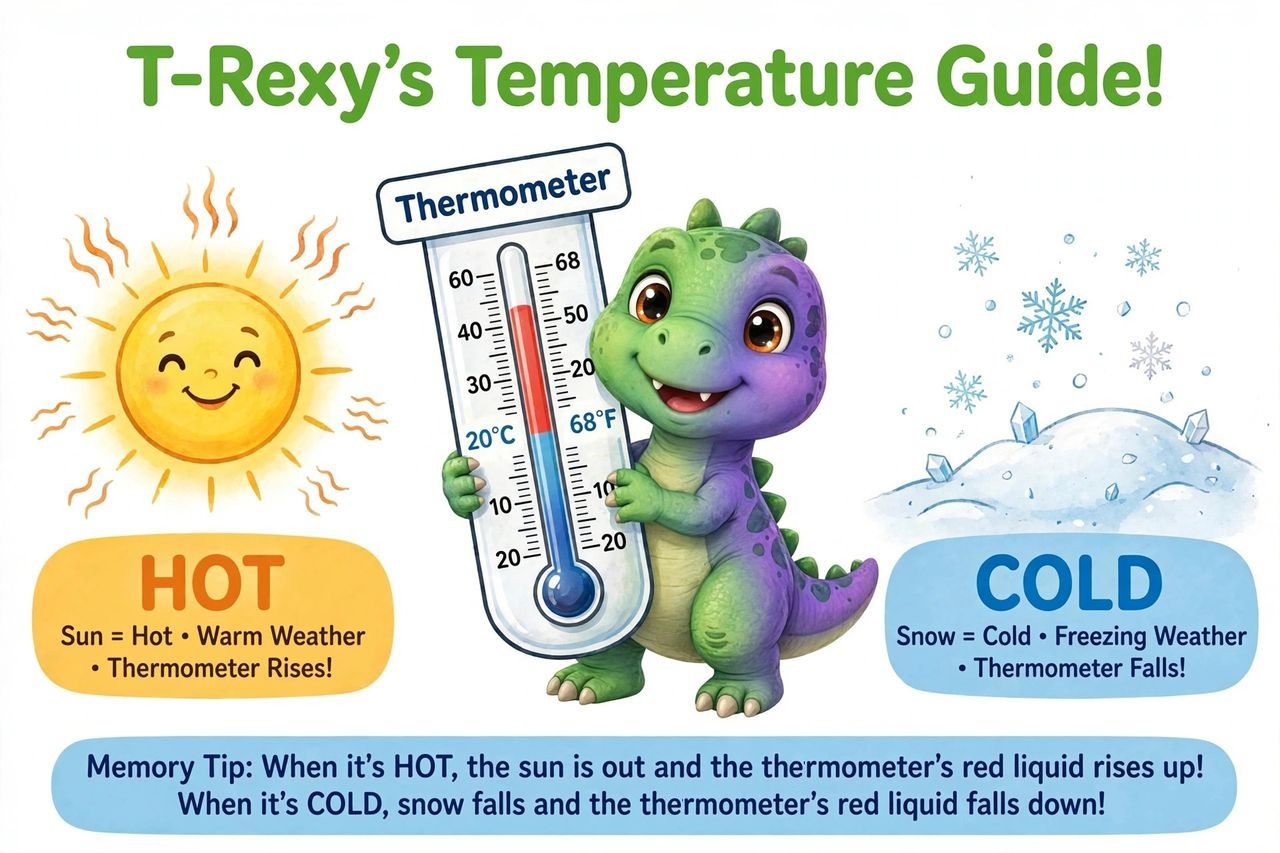 T-Rexy's Temperature Guide!
Thermometer
60 68
40 50
30 20
20°C 68°F
10 10
20 20
HOT
Sun = Hot • Warm Weather
• Thermometer Rises!
COLD
Snow = Cold • Freezing Weather
• Thermometer Falls!
Memory Tip: When it's HOT, the sun is out and the thermometer's red liquid rises up!
When it's COLD, snow falls and the thermometer's red liquid falls down!